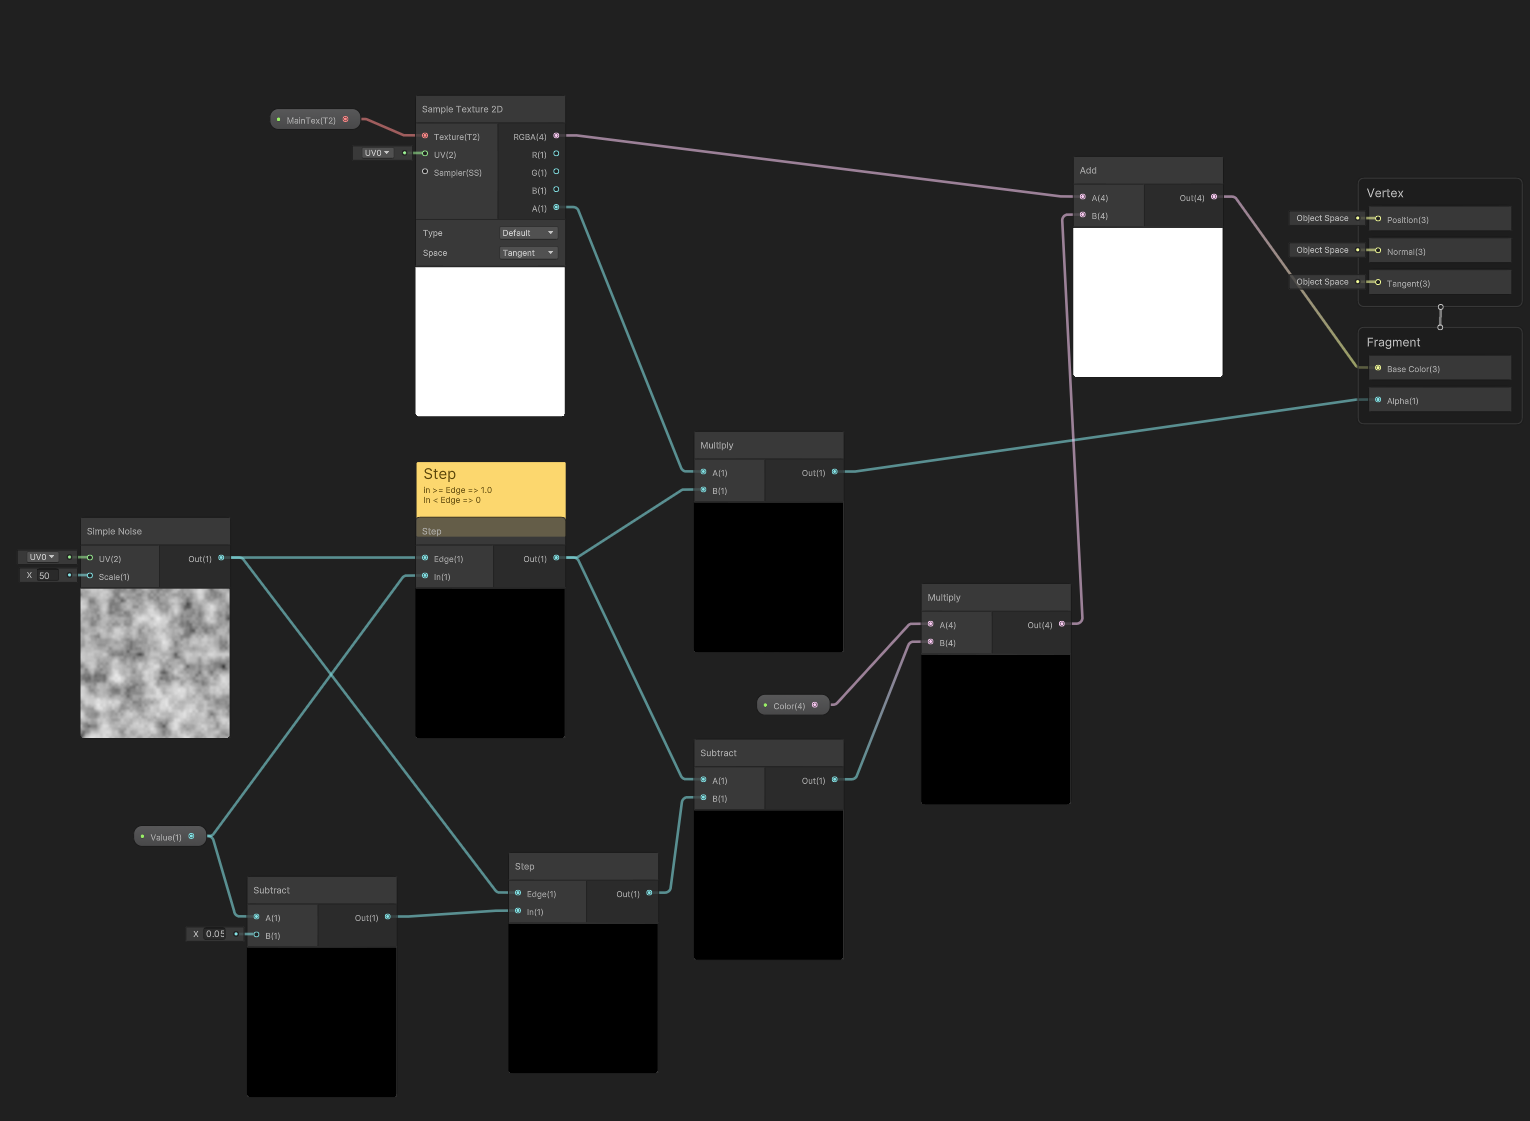 Sample Texture 2D
MainTex(T2)
Texture(T2)
RGBA(4)
UV0
UV(2)
R(1)
Sampler(SS)
G(1)
B(1)
A(1)
Type
Default
Space
Tangent
Add
A(4)
Out(4)
B(4)
Vertex
Object Space
Position(3)
Object Space
Normal(3)
Object Space
Tangent(3)
Fragment
Base Color(3)
Alpha(1)
Multiply
A(1)
Out(1)
B(1)
Step
in >= Edge => 1.0
In < Edge => 0
Step
Edge(1)
Out(1)
In(1)
Simple Noise
UV0
UV(2)
Out(1)
X 50
Scale(1)
Multiply
A(4)
Out(4)
B(4)
Color(4)
Subtract
A(1)
Out(1)
B(1)
Value(1)
Step
Edge(1)
Out(1)
In(1)
Subtract
A(1)
Out(1)
X 0.05
B(1)